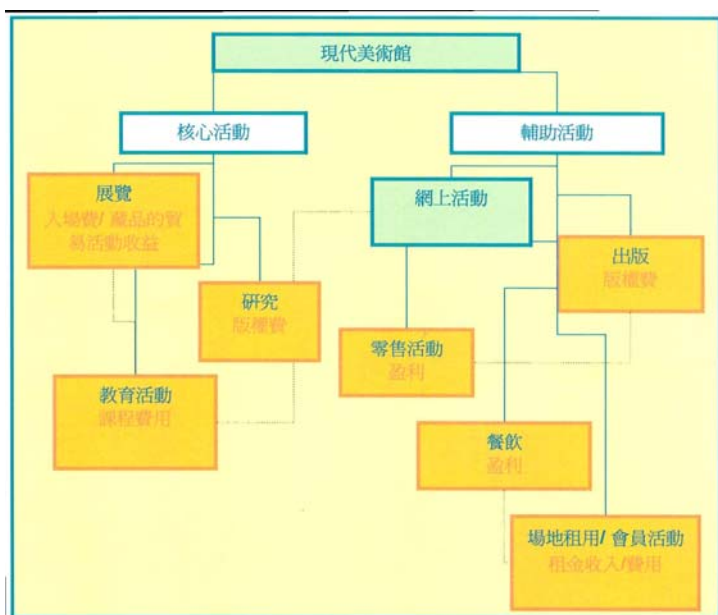 現代美術館
核心活動
輔助活動
展覽
入場費/ 藏品的貿
易活動收益
網上活動
出版
版權費
研究
版權費
零售活動
盈利
教育活動
課程費用
餐飲
盈利
場地租用/ 會員活動
租金收入/費用